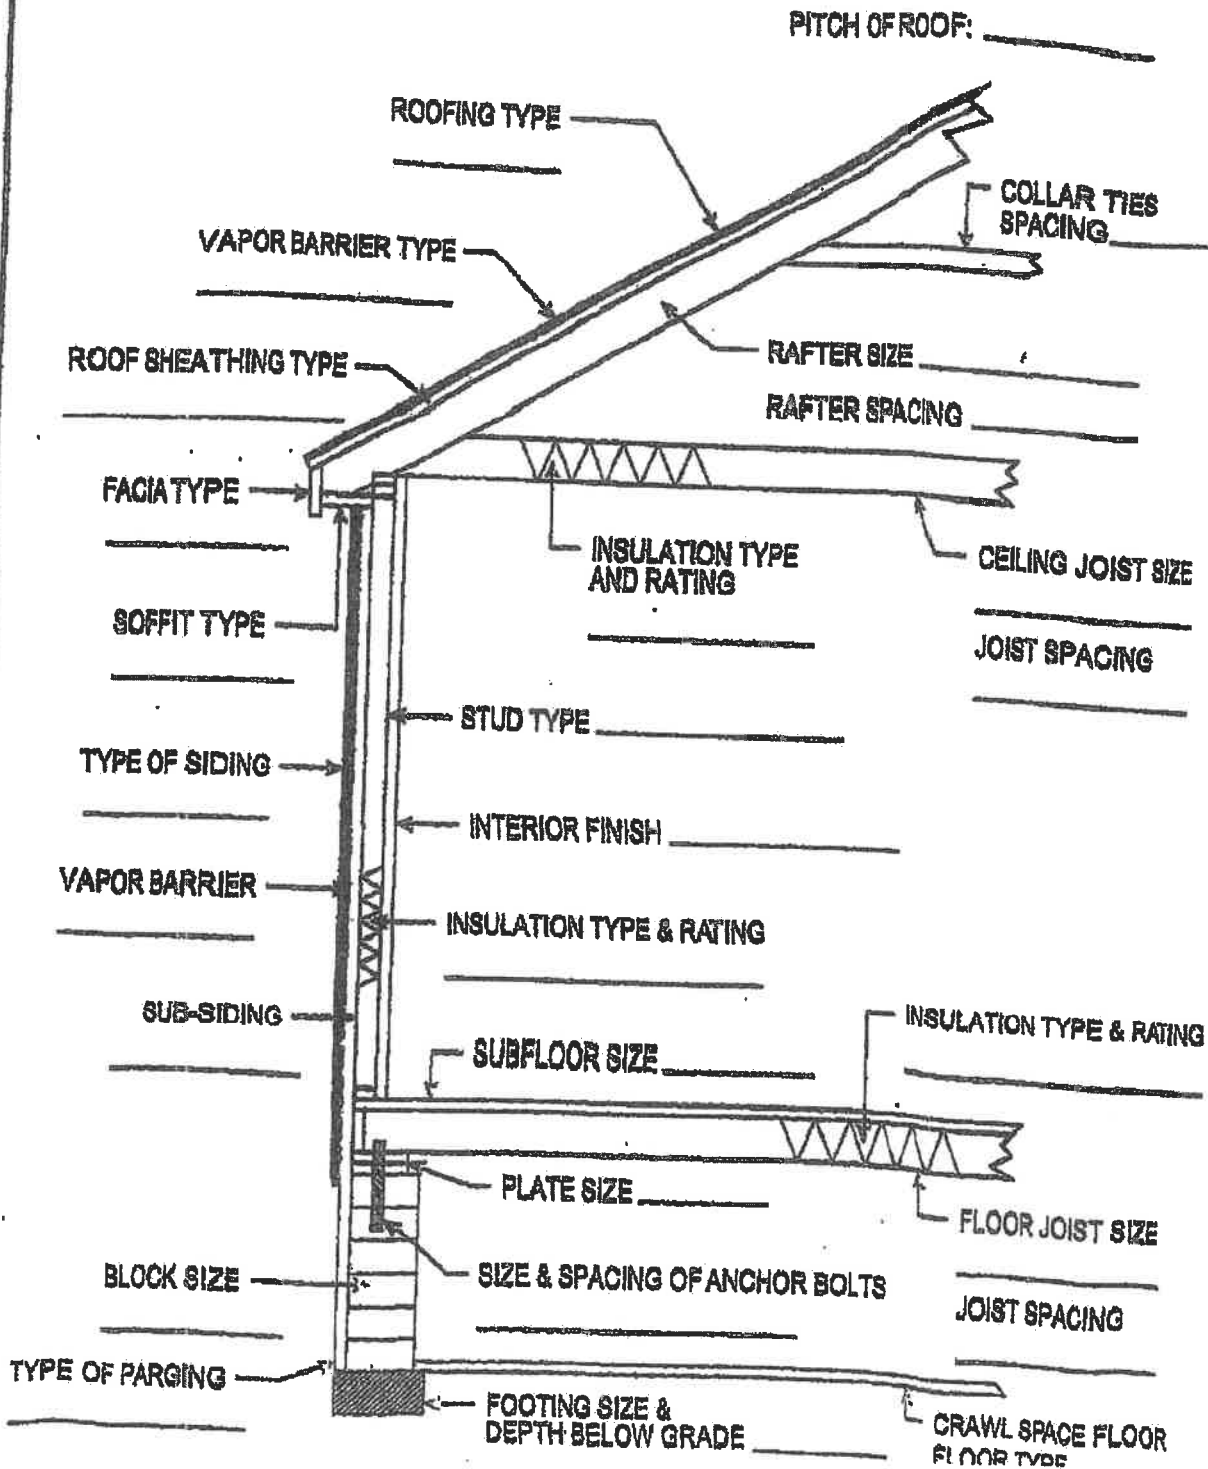 PITCH OF ROOF:
ROOFING TYPE
COLLAR TIES
SPACING
VAPOR BARRIER TYPE
ROOF SHEATHING TYPE
RAFTER SIZE
RAFTER SPACING
FACIA TYPE
INSULATION TYPE
AND RATING
CEILING JOIST SIZE
SOFFIT TYPE
JOIST SPACING
STUD TYPE
TYPE OF SIDING
INTERIOR FINISH
VAPOR BARRIER
INSULATION TYPE & RATING
SUB-SIDING
INSULATION TYPE & RATING
SUBFLOOR SIZE
PLATE SIZE
FLOOR JOIST SIZE
BLOCK SIZE
SIZE & SPACING OF ANCHOR BOLTS
JOIST SPACING
TYPE OF PARGING
FOOTING SIZE &
DEPTH BELOW GRADE
CRAWL SPACE FLOOR
FLOOR TYPE